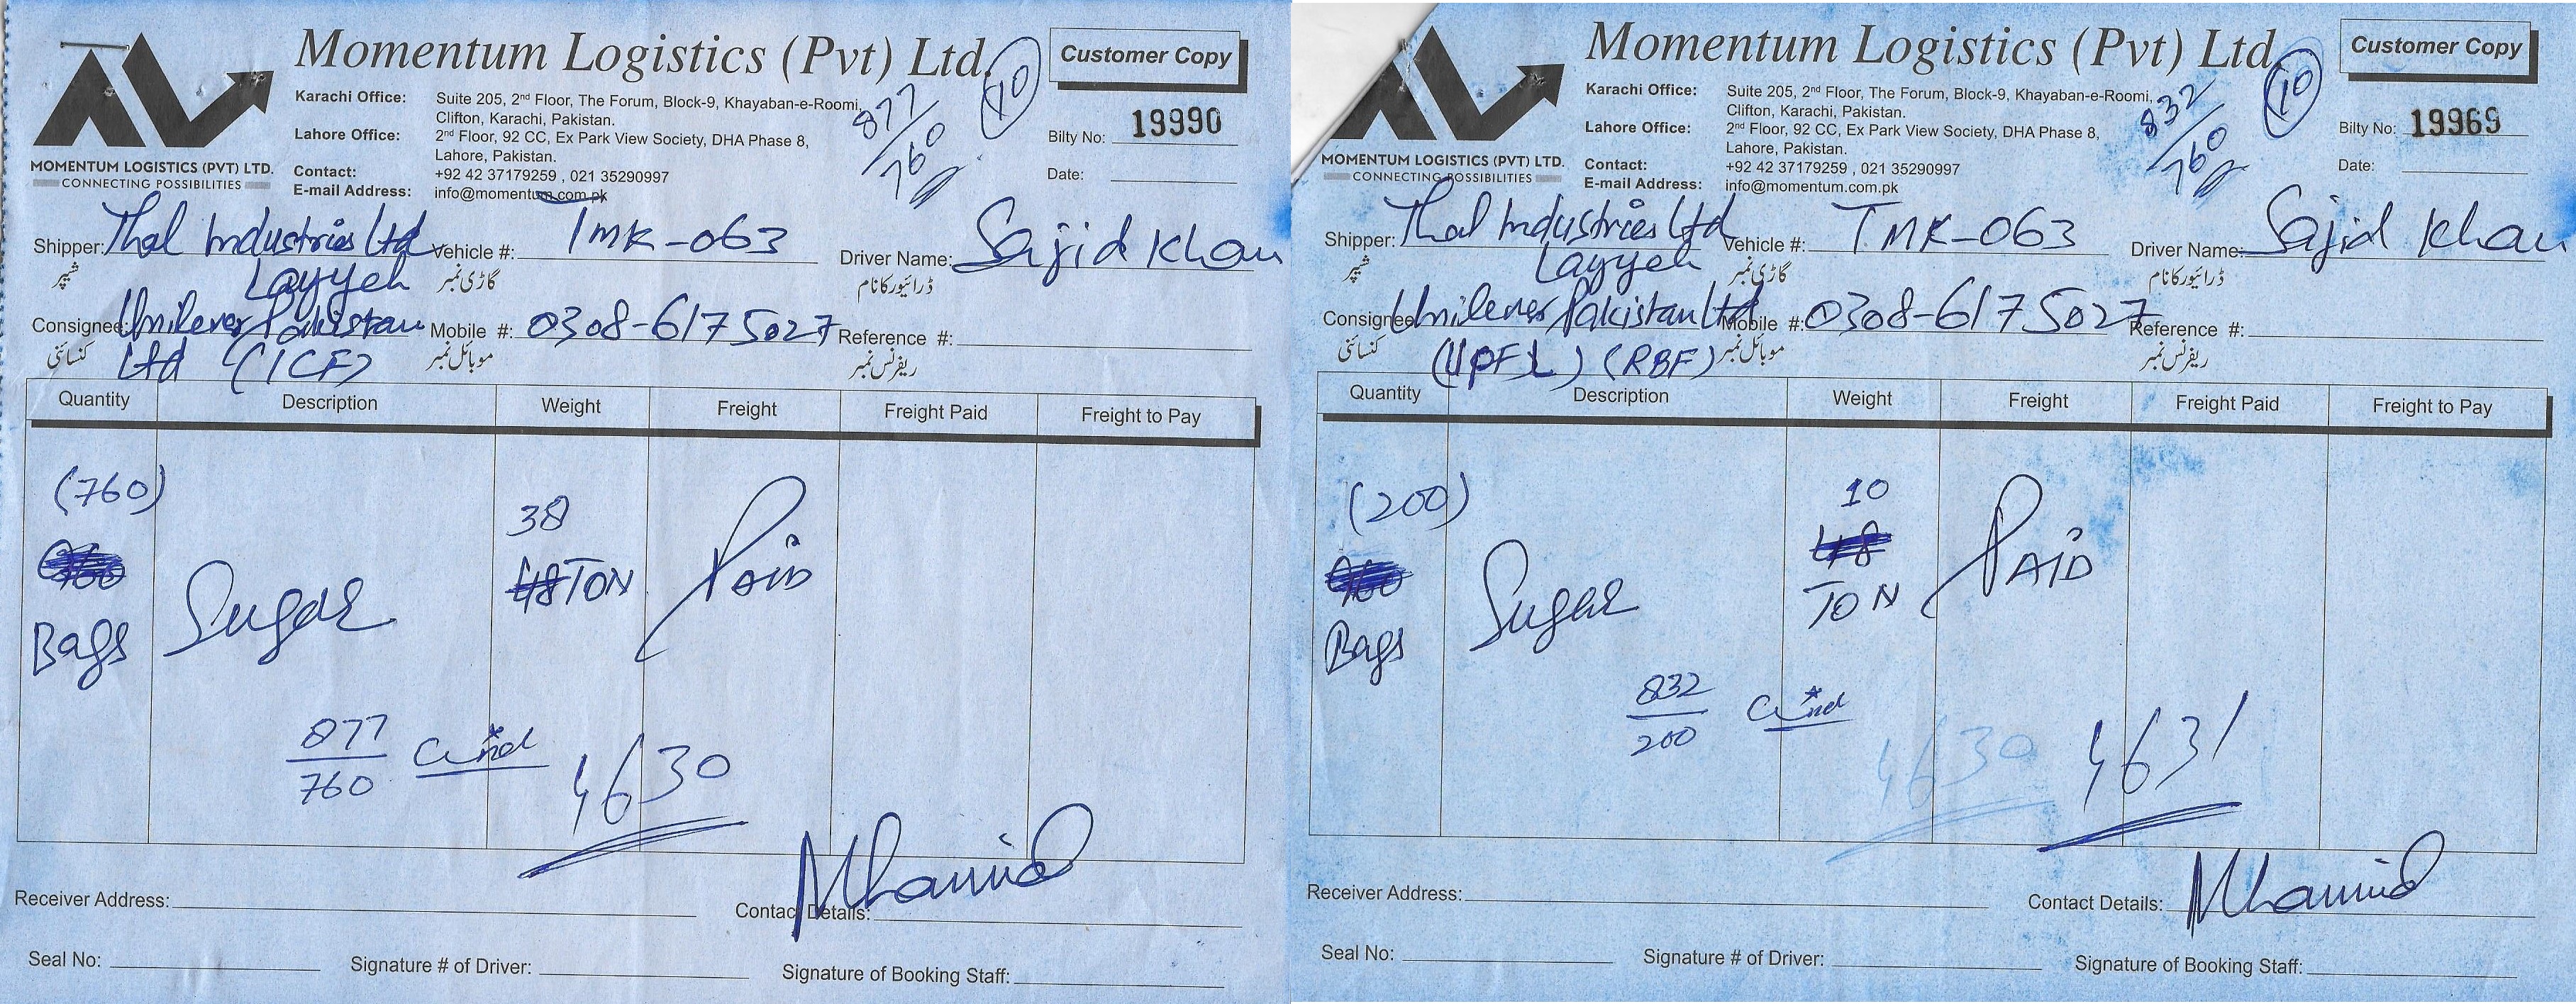 Momentum Logistics (Pvt) Ltd.
Customer Copy
10
877
760
Karachi Office: Suite 205, 2nd Floor, The Forum, Block-9, Khayaban-e-Roomi,
Clifton, Karachi, Pakistan.
Lahore Office: 2nd Floor, 92 CC, Ex Park View Society, DHA Phase 8,
Lahore, Pakistan.
Contact: +92 42 37179259 , 021 35290997
E-mail Address: info@momentum.com.pk
Bilty No: 19990
Date:
MOMENTUM LOGISTICS (PVT) LTD.
CONNECTING POSSIBILITIES
Shipper: Thal Industries Ltd Vehicle #: TMK-063 Driver Name: Sajid Khan
شپر Layyah گاڑی نمبر ڈرائیور کا نام
Consignee: Unilever Pakistan Mobile #: 0308-6175027 Reference #:
کنسائنی Ltd (ICF) موبائل نمبر ریفرنس نمبر
Quantity Description Weight Freight Freight Paid Freight to Pay
(760) 38
48 TON PAID
Bags Sugar
877
760
4630
Receiver Address: Contact Details:
Seal No: Signature # of Driver: Signature of Booking Staff:
Momentum Logistics (Pvt) Ltd.
Customer Copy
10
832
760
Karachi Office: Suite 205, 2nd Floor, The Forum, Block-9, Khayaban-e-Roomi,
Clifton, Karachi, Pakistan.
Lahore Office: 2nd Floor, 92 CC, Ex Park View Society, DHA Phase 8,
Lahore, Pakistan.
Contact: +92 42 37179259 , 021 35290997
E-mail Address: info@momentum.com.pk
Bilty No: 19969
Date:
MOMENTUM LOGISTICS (PVT) LTD.
CONNECTING POSSIBILITIES
Shipper: Thal Industries Ltd Vehicle #: TMK-063 Driver Name: Sajid Khan
شپر Layyah گاڑی نمبر ڈرائیور کا نام
Consignee: Unilever Pakistan Ltd Mobile #: 0308-6175027 Reference #:
کنسائنی (UPFL) (RBF) موبائل نمبر ریفرنس نمبر
Quantity Description Weight Freight Freight Paid Freight to Pay
(200) 10
48
TON PAID
Bags Sugar
832
200
4630 4631
Receiver Address: Contact Details:
Seal No: Signature # of Driver: Signature of Booking Staff: